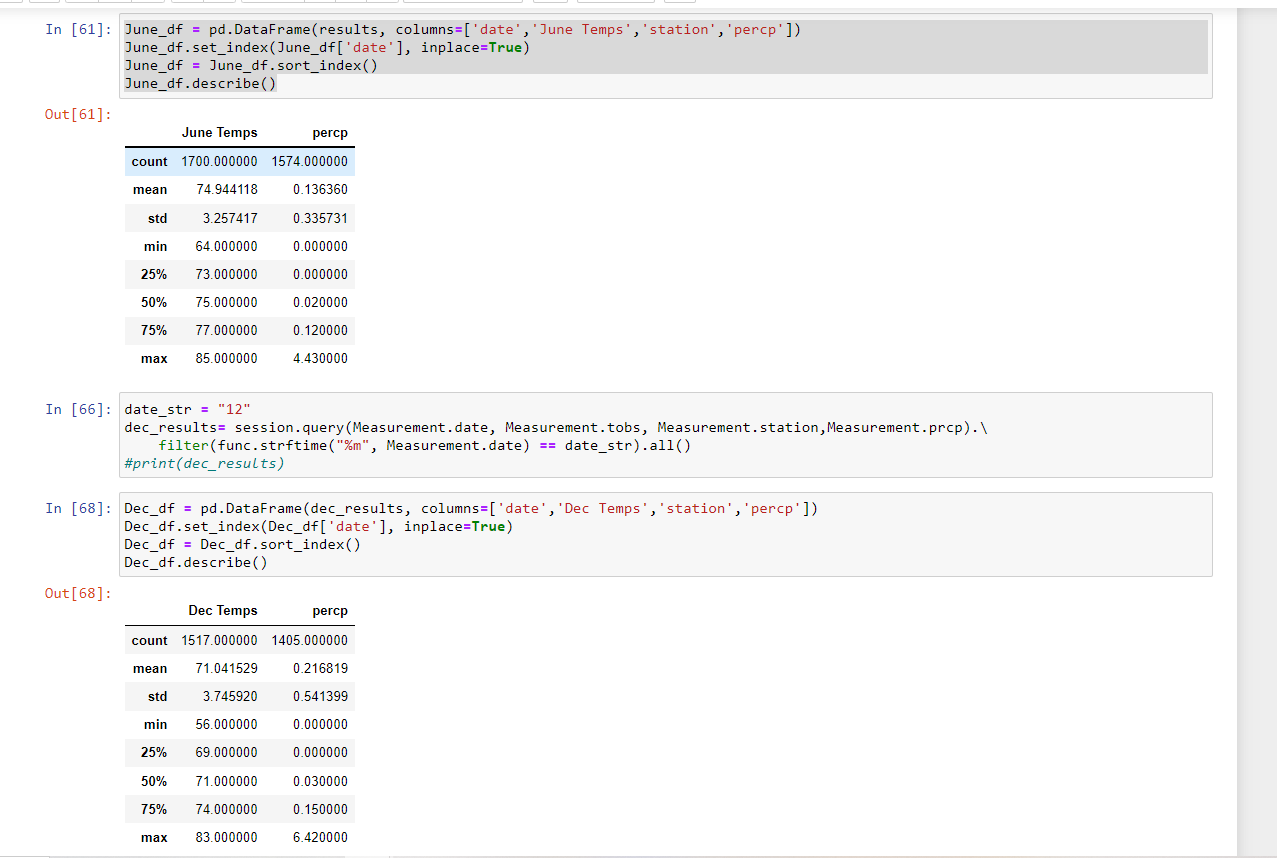 In [61]: June_df = pd.DataFrame(results, columns=['date','June Temps','station','percp'])
June_df.set_index(June_df['date'], inplace=True)
June_df = June_df.sort_index()
June_df.describe()
Out[61]:
June Temps percp
count 1700.000000 1574.000000
mean 74.944118 0.136360
std 3.257417 0.335731
min 64.000000 0.000000
25% 73.000000 0.000000
50% 75.000000 0.020000
75% 77.000000 0.120000
max 85.000000 4.430000
In [66]: date_str = "12"
dec_results= session.query(Measurement.date, Measurement.tobs, Measurement.station,Measurement.prcp).\
filter(func.strftime("%m", Measurement.date) == date_str).all()
#print(dec_results)
In [68]: Dec_df = pd.DataFrame(dec_results, columns=['date','Dec Temps','station','percp'])
Dec_df.set_index(Dec_df['date'], inplace=True)
Dec_df = Dec_df.sort_index()
Dec_df.describe()
Out[68]:
Dec Temps percp
count 1517.000000 1405.000000
mean 71.041529 0.216819
std 3.745920 0.541399
min 56.000000 0.000000
25% 69.000000 0.000000
50% 71.000000 0.030000
75% 74.000000 0.150000
max 83.000000 6.420000